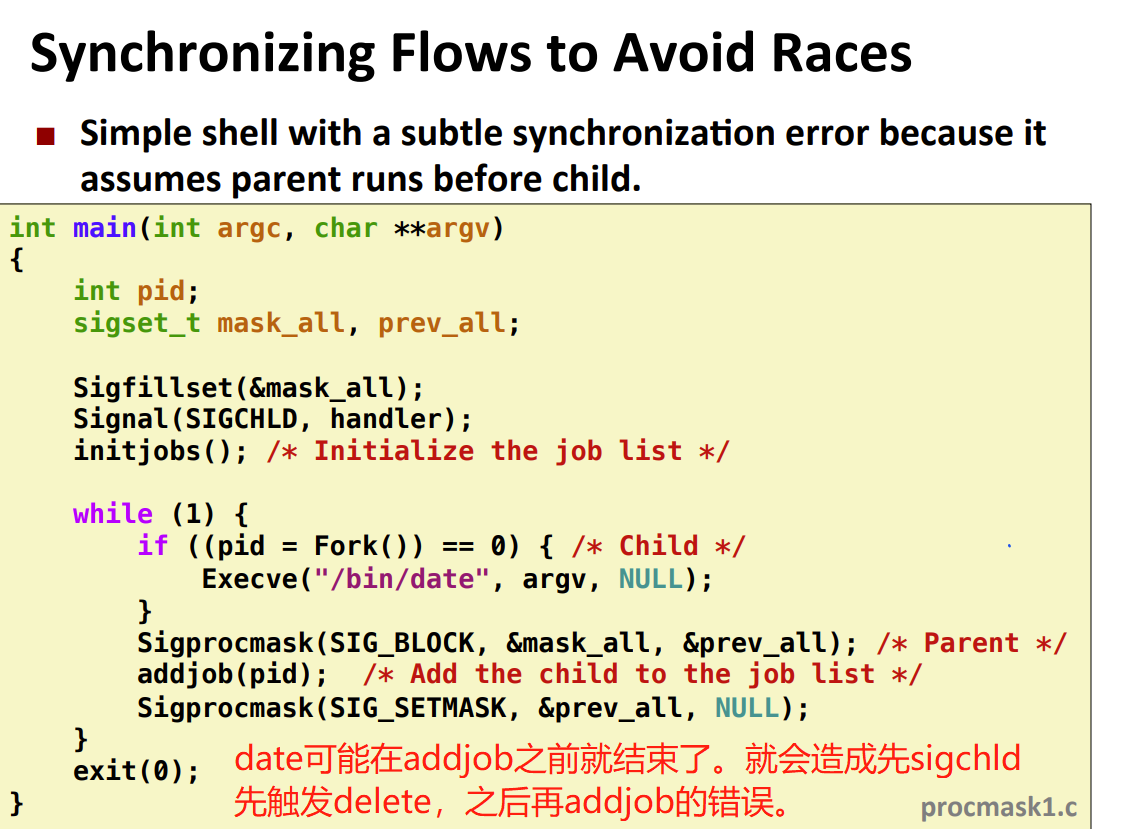 Synchronizing Flows to Avoid Races
■ Simple shell with a subtle synchronization error because it
assumes parent runs before child.
int main(int argc, char **argv)
{
    int pid;
    sigset_t mask_all, prev_all;

    Sigfillset(&mask_all);
    Signal(SIGCHLD, handler);
    initjobs(); /* Initialize the job list */

    while (1) {
        if ((pid = Fork()) == 0) { /* Child */
            Execve("/bin/date", argv, NULL);
        }
        Sigprocmask(SIG_BLOCK, &mask_all, &prev_all); /* Parent */
        addjob(pid);  /* Add the child to the job list */
        Sigprocmask(SIG_SETMASK, &prev_all, NULL);
    }
    exit(0);
}
date可能在addjob之前就结束了。就会造成先sigchld
先触发delete，之后再addjob的错误。
procmask1.c